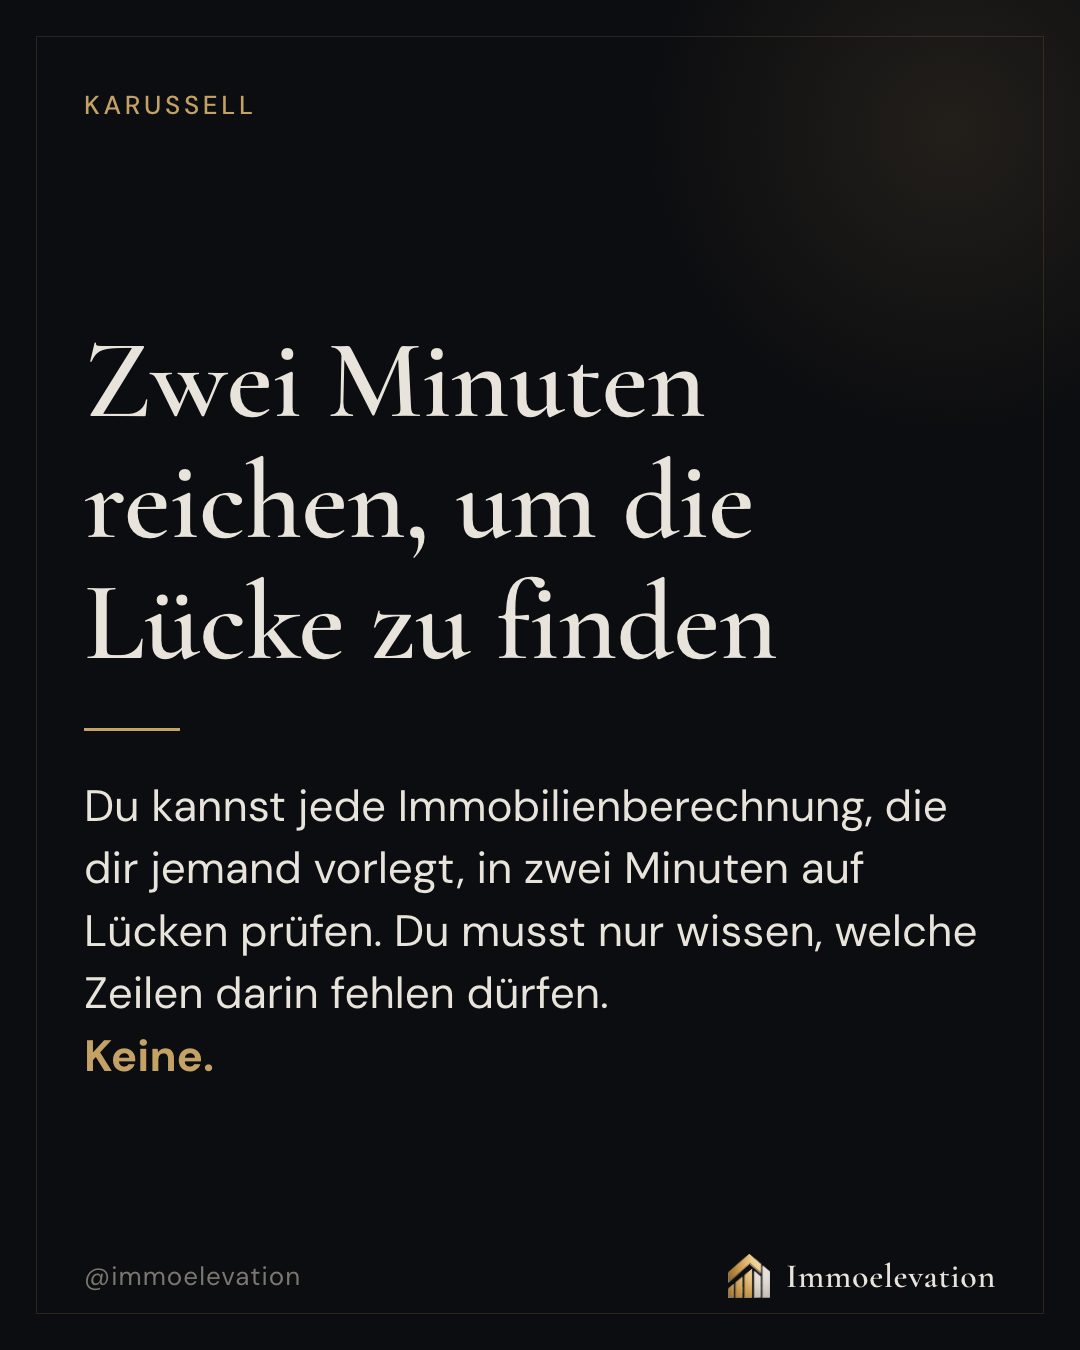 KARUSSELL
Zwei Minuten
reichen, um die
Lücke zu finden
Du kannst jede Immobilienberechnung, die
dir jemand vorlegt, in zwei Minuten auf
Lücken prüfen. Du musst nur wissen, welche
Zeilen darin fehlen dürfen.
Keine.
@immoelevation
Immoelevation